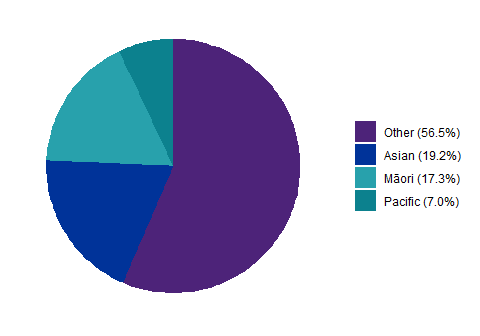 Other (56.5%)
Asian (19.2%)
Māori (17.3%)
Pacific (7.0%)